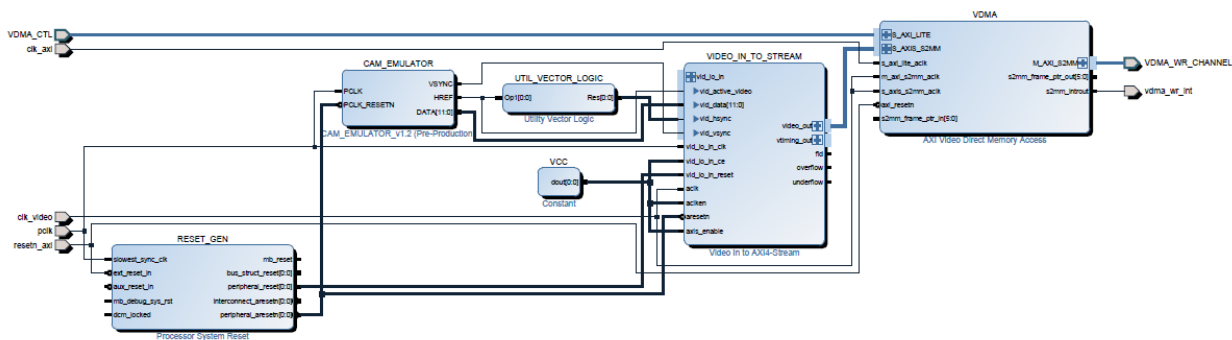 VDMA_CTL
clk_axi
clk_video
pclk
resetn_axi
RESET_GEN
slowest_sync_clk
ext_reset_in
aux_reset_in
mb_debug_sys_rst
dcm_locked
mb_reset
bus_struct_reset[0:0]
peripheral_reset[0:0]
interconnect_aresetn[0:0]
peripheral_aresetn[0:0]
Processor System Reset
CAM_EMULATOR
PCLK
PCLK_RESETN
VSYNC
HREF
DATA[11:0]
CAM_EMULATOR_v1.2 (Pre-Production
UTIL_VECTOR_LOGIC
Op1[0:0]
Res[0:0]
Utility Vector Logic
VCC
dout[0:0]
Constant
VIDEO_IN_TO_STREAM
vid_io_in
vid_active_video
vid_data[11:0]
vid_hsync
vid_vsync
vid_io_in_clk
vid_io_in_ce
vid_io_in_reset
aclk
aclken
aresetn
axis_enable
video_out
vtiming_out
fid
overflow
underflow
Video In to AXI4-Stream
VDMA
S_AXI_LITE
S_AXIS_S2MM
s_axi_lite_aclk
m_axi_s2mm_aclk
s_axis_s2mm_aclk
axi_resetn
s2mm_frame_ptr_in[5:0]
M_AXI_S2MM
s2mm_frame_ptr_out[5:0]
s2mm_introut
AXI Video Direct Memory Access
VDMA_WR_CHANNEL
vdma_wr_int